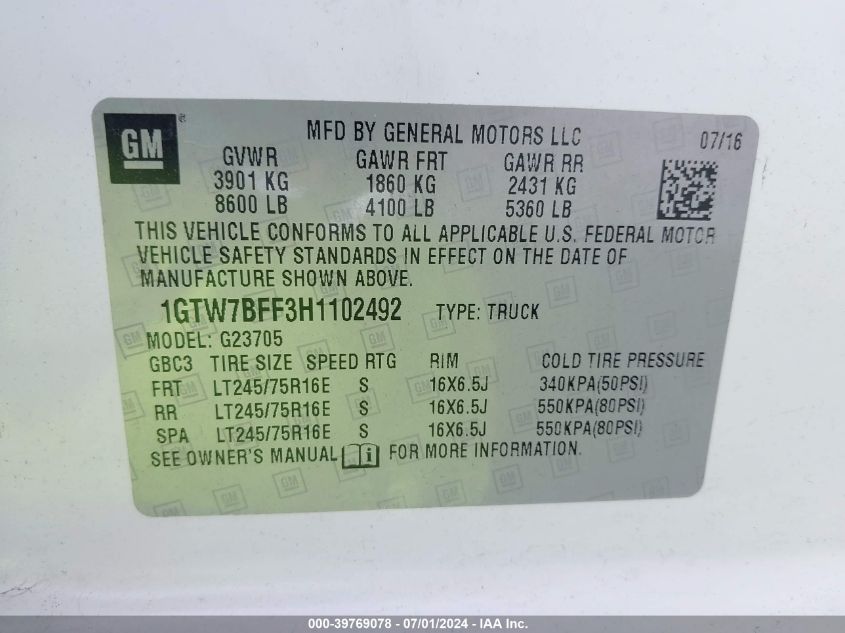 GM ®
MFD BY GENERAL MOTORS LLC 07/16
GVWR GAWR FRT GAWR RR
3901 KG 1860 KG 2431 KG
8600 LB 4100 LB 5360 LB
THIS VEHICLE CONFORMS TO ALL APPLICABLE U.S. FEDERAL MOTOR
VEHICLE SAFETY STANDARDS IN EFFECT ON THE DATE OF
MANUFACTURE SHOWN ABOVE.
1GTW7BFF3H1102492 TYPE: TRUCK
MODEL: G23705
GBC3 TIRE SIZE SPEED RTG RIM COLD TIRE PRESSURE
FRT LT245/75R16E S 16X6.5J 340KPA(50PSI)
RR LT245/75R16E S 16X6.5J 550KPA(80PSI)
SPA LT245/75R16E S 16X6.5J 550KPA(80PSI)
SEE OWNER'S MANUAL i FOR MORE INFORMATION.
000-39769078 - 07/01/2024 - IAA Inc.